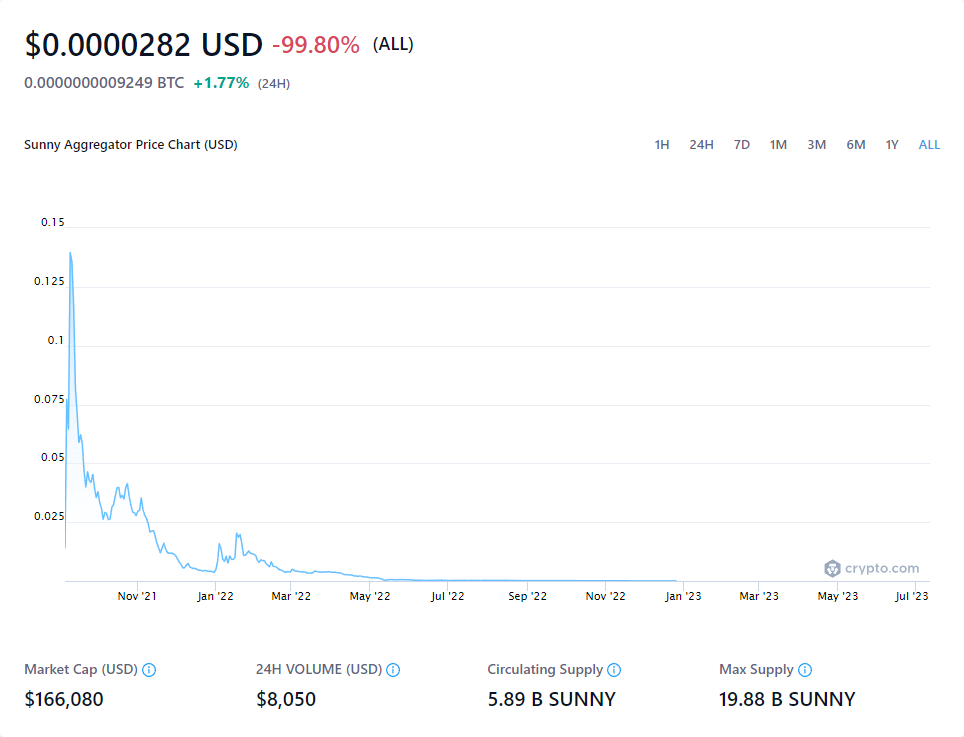 $0.0000282 USD -99.80% (ALL)
0.0000000009249 BTC +1.77% (24H)
Sunny Aggregator Price Chart (USD) 1H 24H 7D 1M 3M 6M 1Y ALL
0.15
0.125
0.1
0.075
0.05
0.025
crypto.com
Nov '21 Jan '22 Mar '22 May '22 Jul '22 Sep '22 Nov '22 Jan '23 Mar '23 May '23 Jul '23
Market Cap (USD) 24H VOLUME (USD) Circulating Supply Max Supply
$166,080 $8,050 5.89 B SUNNY 19.88 B SUNNY